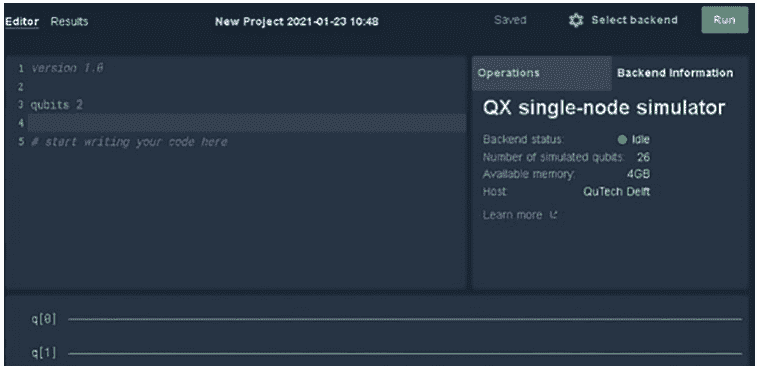 Editor Results New Project 2021-01-23 10:48 Saved Select backend Run
1 version 1.0
2
3 qubits 2
4
5 # start writing your code here
Operations Backend Information
QX single-node simulator
Backend status: Idle
Number of simulated qubits: 26
Available memory: 4GB
Host: QuTech Delft
Learn more
q[0]
q[1]